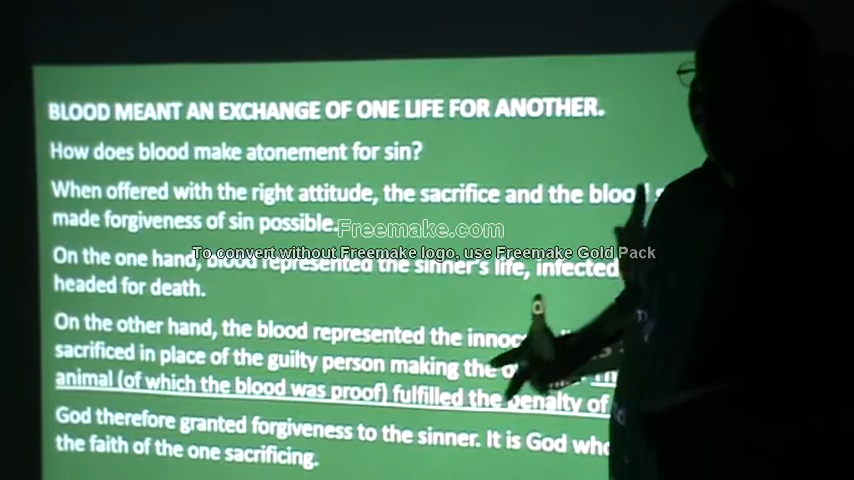 BLOOD MEANT AN EXCHANGE OF ONE LIFE FOR ANOTHER.
How does blood make atonement for sin?
When offered with the right attitude, the sacrifice and the blood
made forgiveness of sin possible.
Freemake.com
To convert without Freemake logo, use Freemake Gold Pack
On the one hand, blood represented the sinner's life, infected
headed for death.
On the other hand, the blood represented the
sacrificed in place of the guilty person making the
animal (of which the blood was proof) fulfilled the penalty of
God therefore granted forgiveness to the sinner. It is God
the faith of the one sacrificing.